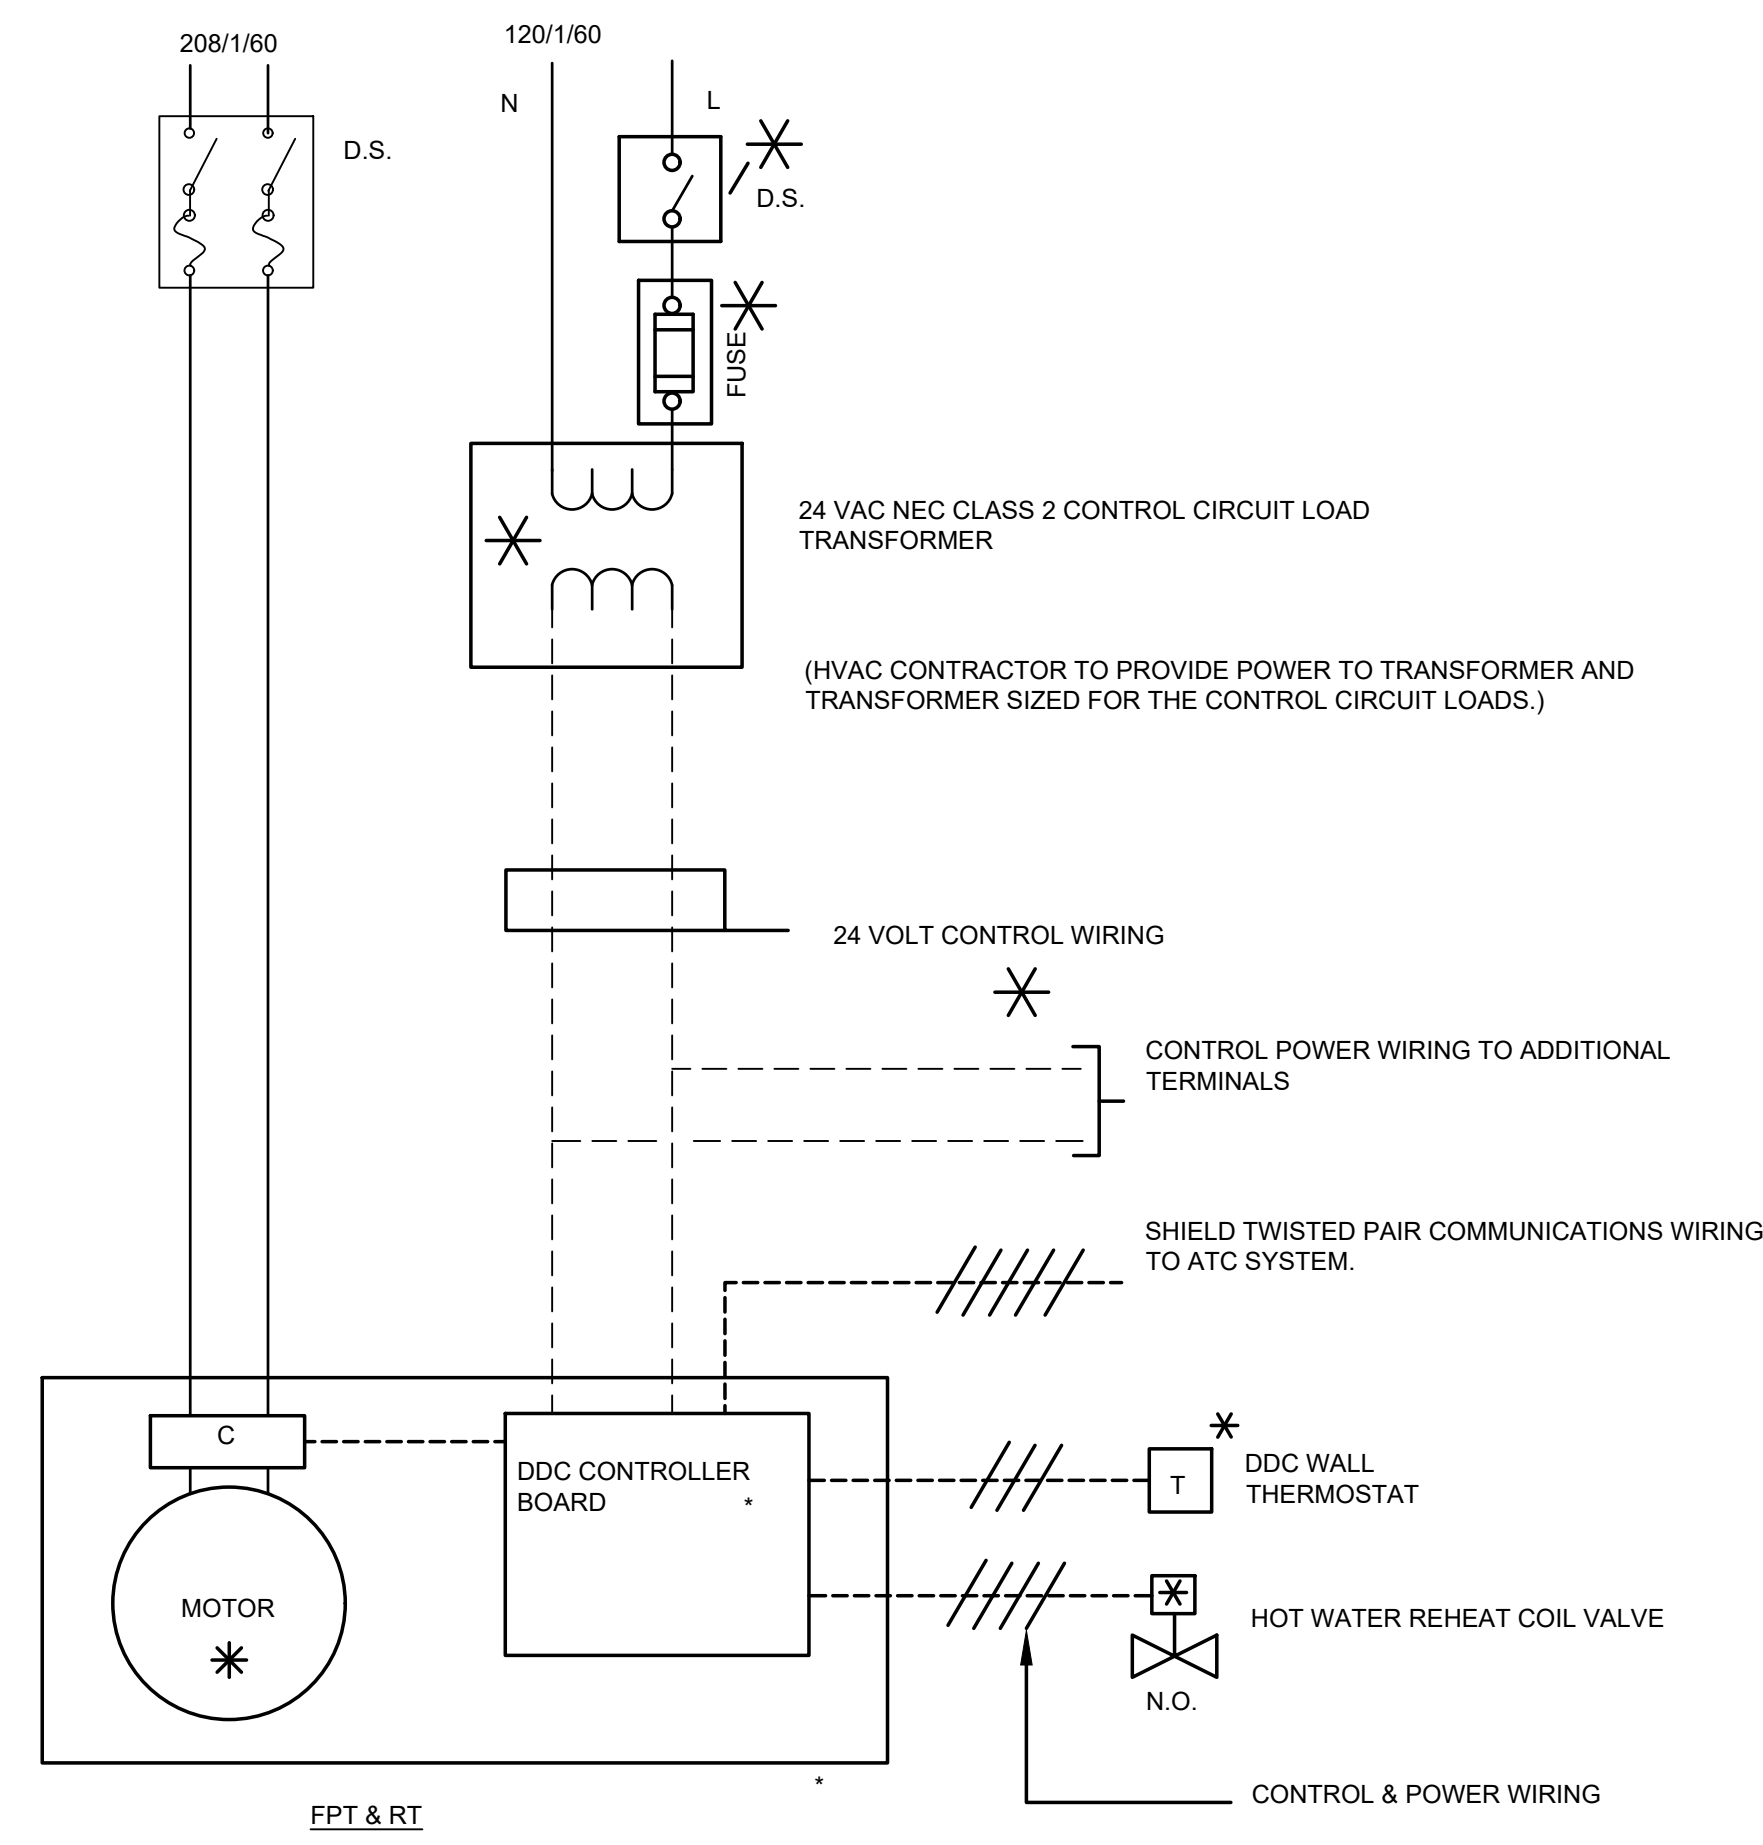 208/1/60
120/1/60
N
L
D.S.
D.S.
FUSE
24 VAC NEC CLASS 2 CONTROL CIRCUIT LOAD
TRANSFORMER
(HVAC CONTRACTOR TO PROVIDE POWER TO TRANSFORMER AND
TRANSFORMER SIZED FOR THE CONTROL CIRCUIT LOADS.)
24 VOLT CONTROL WIRING
CONTROL POWER WIRING TO ADDITIONAL
TERMINALS
SHIELD TWISTED PAIR COMMUNICATIONS WIRING
TO ATC SYSTEM.
C
DDC CONTROLLER
BOARD *
T
DDC WALL
THERMOSTAT
MOTOR
HOT WATER REHEAT COIL VALVE
N.O.
*
CONTROL & POWER WIRING
FPT & RT